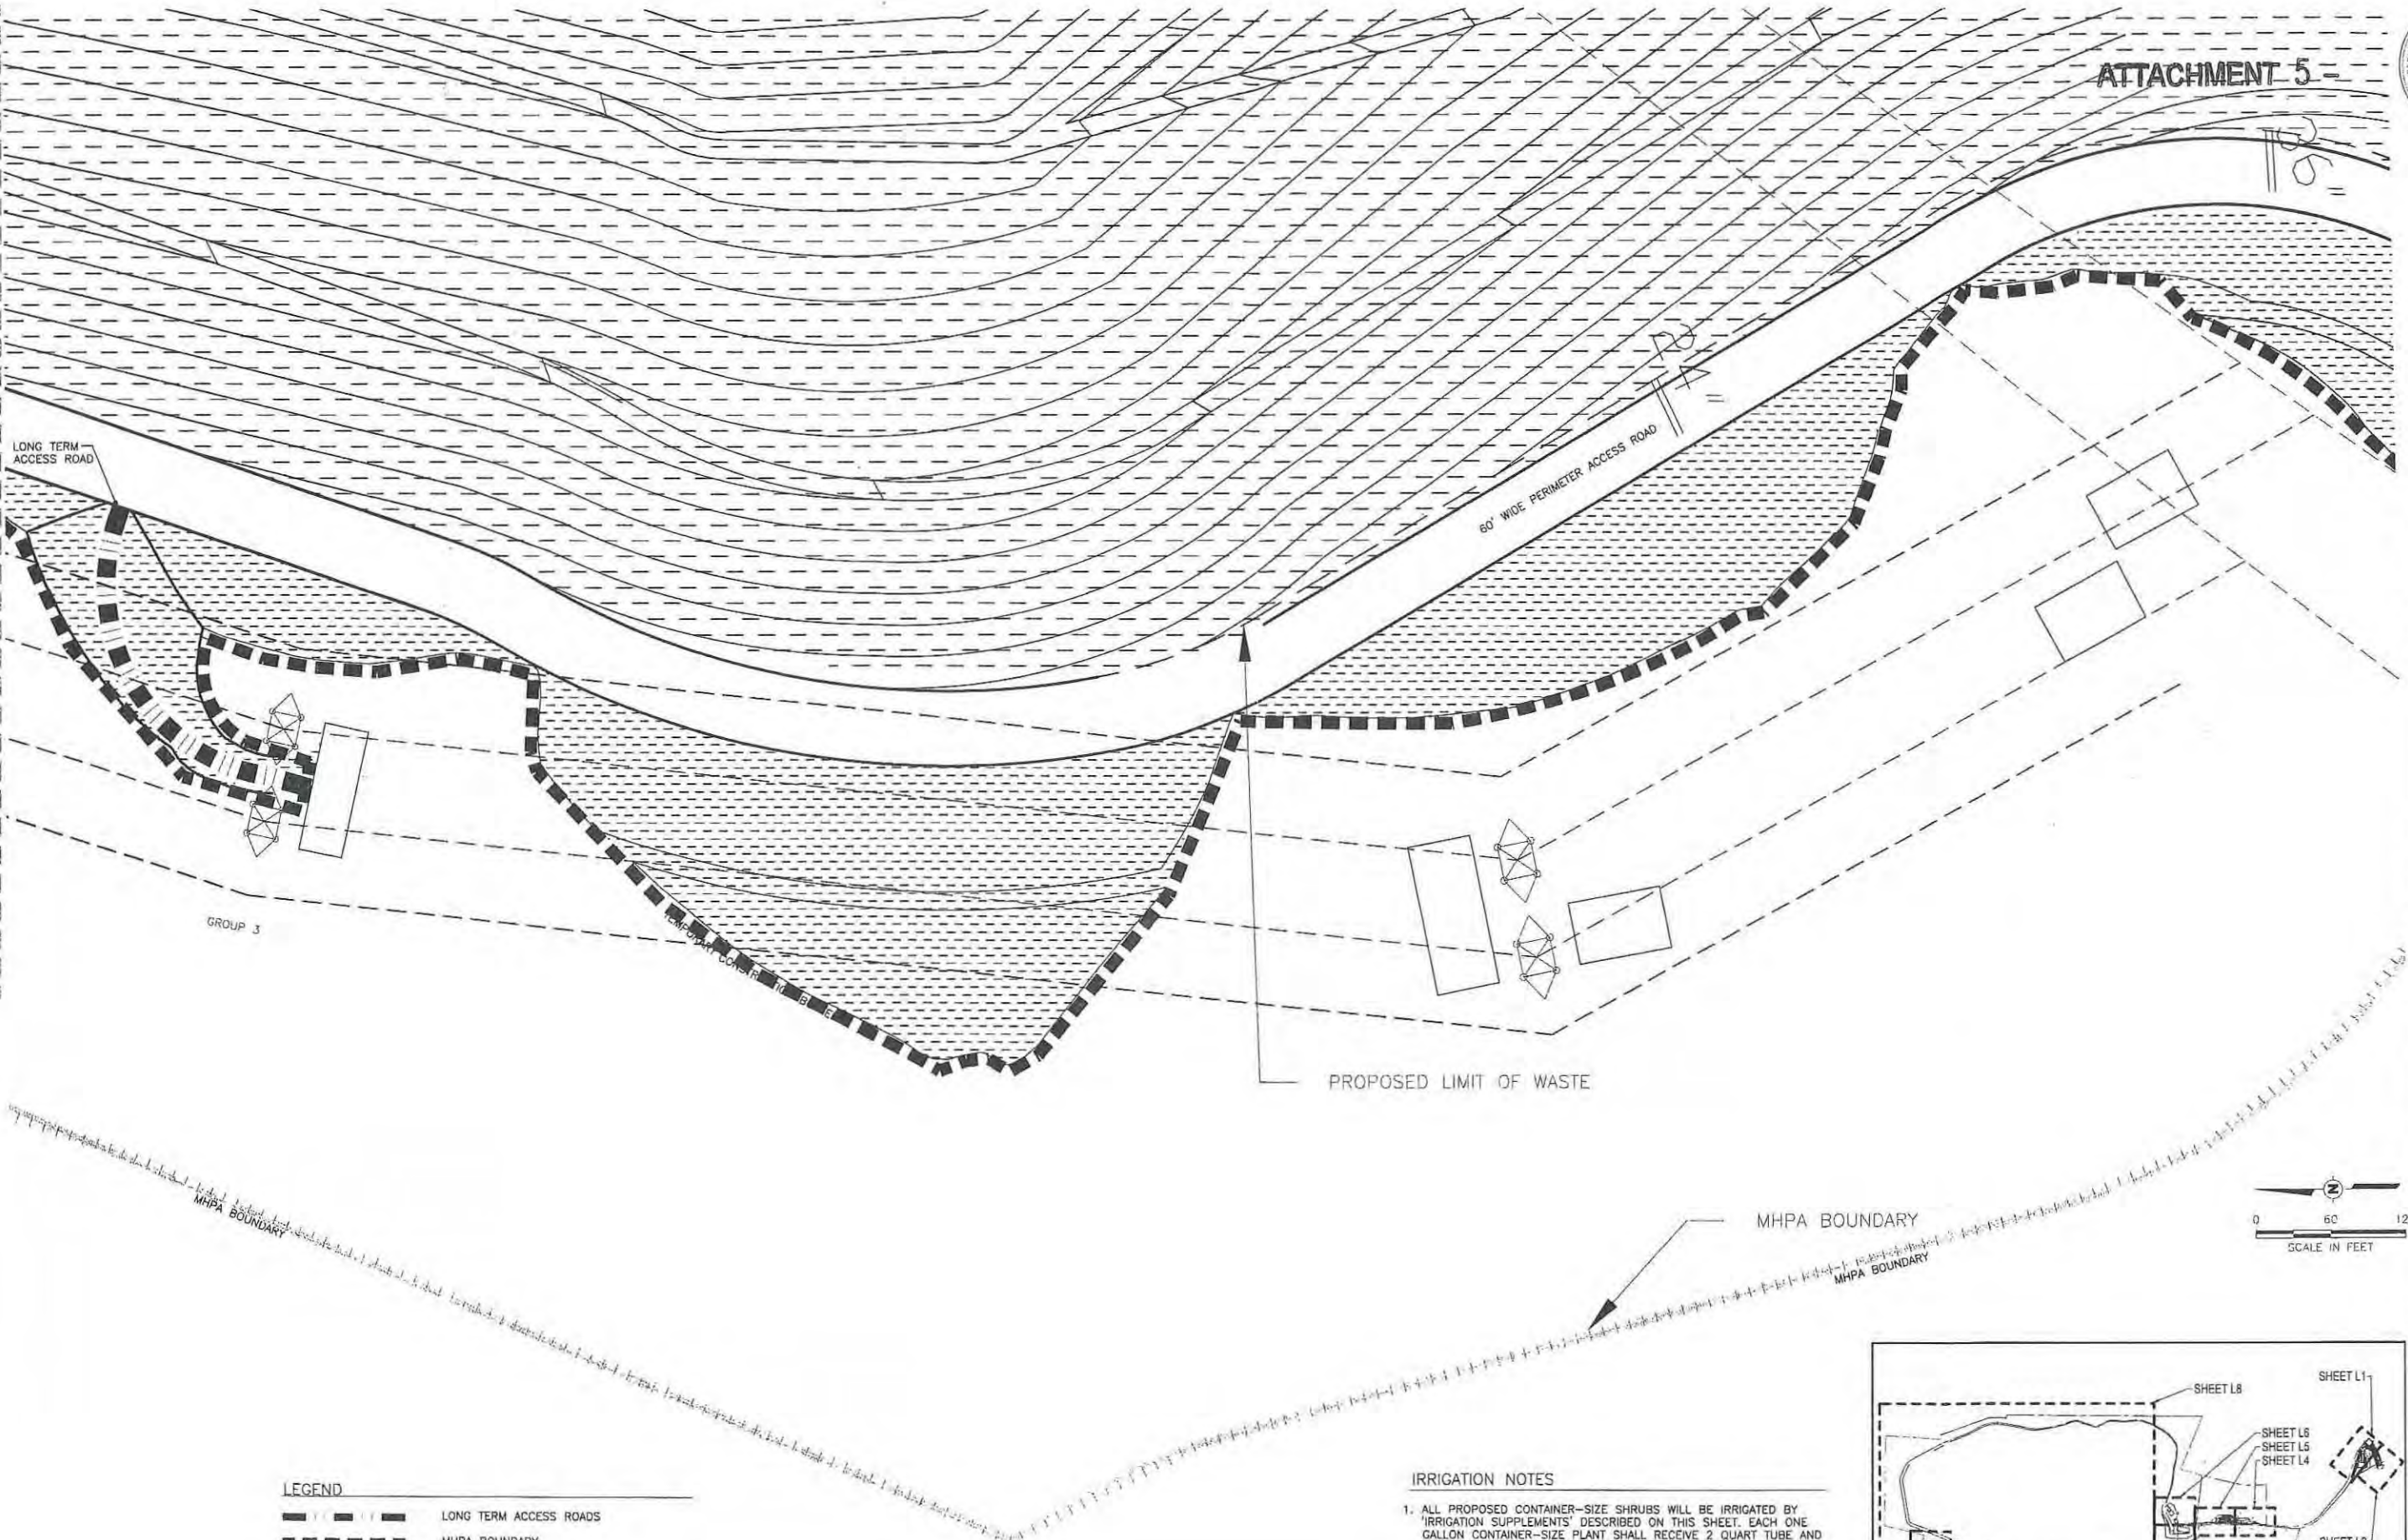 ATTACHMENT 5 -
LONG TERM
ACCESS ROAD
60' WIDE PERIMETER ACCESS ROAD
GROUP 3
PROPOSED LIMIT OF WASTE
MHPA BOUNDARY
MHPA BOUNDARY
MHPA BOUNDARY
N
0 60 12
SCALE IN FEET
SHEET L8
SHEET L1
SHEET L6
SHEET L5
SHEET L4
LEGEND
LONG TERM ACCESS ROADS
MHPA BOUNDARY
IRRIGATION NOTES
1. ALL PROPOSED CONTAINER-SIZE SHRUBS WILL BE IRRIGATED BY
'IRRIGATION SUPPLEMENTS' DESCRIBED ON THIS SHEET. EACH ONE
GALLON CONTAINER-SIZE PLANT SHALL RECEIVE 2 QUART TUBE AND